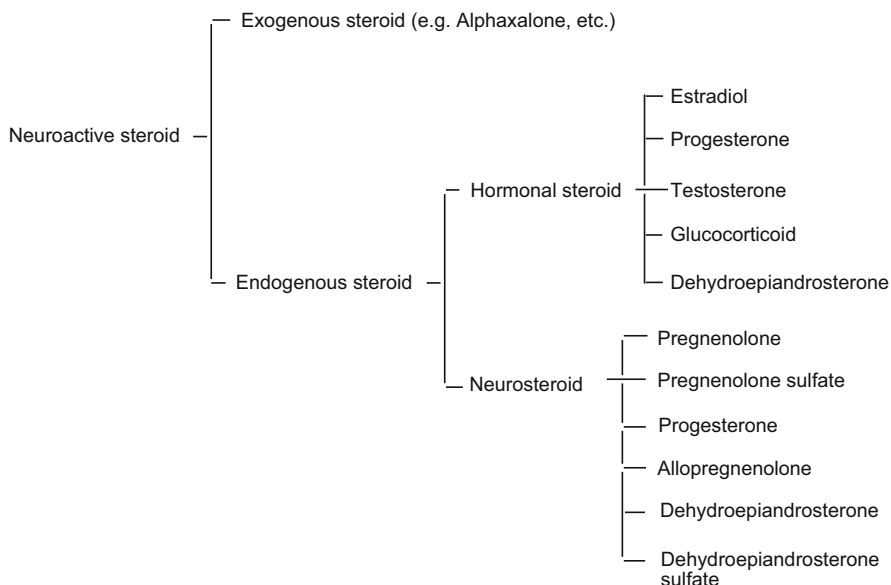 Exogenous steroid (e.g. Alphaxalone, etc.)
Neuroactive steroid
Endogenous steroid
Hormonal steroid
Estradiol
Progesterone
Testosterone
Glucocorticoid
Dehydroepiandrosterone
Neurosteroid
Pregnenolone
Pregnenolone sulfate
Progesterone
Allopregnenolone
Dehydroepiandrosterone
Dehydroepiandrosterone
sulfate